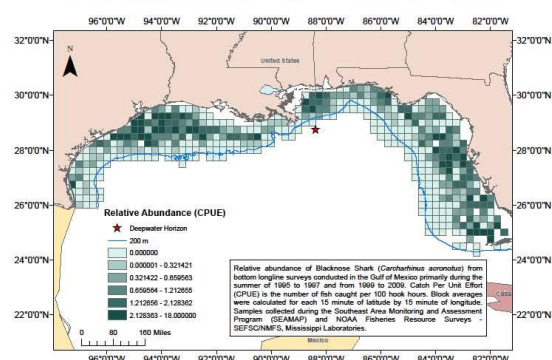 96°0'0"W 94°0'0"W 92°0'0"W 90°0'0"W 88°0'0"W 86°0'0"W 84°0'0"W 82°0'0"W
32°0'0"N 32°0'0"N
N
United States
30°0'0"N 30°0'0"N
28°0'0"N 28°0'0"N
26°0'0"N 26°0'0"N
Relative Abundance (CPUE)
Deepwater Horizon
200 m
24°0'0"N 24°0'0"N
0.000000
0.000001 - 0.321421
0.321422 - 0.659563
0.659564 - 1.212655
1.212656 - 2.128362
2.128363 - 18.000000
Relative abundance of Blacknose Shark (Carcharhinus acronotus) from
bottom longline surveys conducted in the Gulf of Mexico primarily during the
summer of 1995 to 1997 and from 1999 to 2009. Catch Per Unit Effort
(CPUE) is the number of fish caught per 100 hook hours. Block averages
were calculated for each 15 minute of latitude by 15 minute of longitude.
Samples collected during the Southeast Area Monitoring and Assessment
Program (SEAMAP) and NOAA Fisheries Resource Surveys -
SEFSC/NMFS, Mississippi Laboratories.
22°0'0"N 22°0'0"N
0 80 160 Miles
Mexico
96°0'0"W 94°0'0"W 92°0'0"W 90°0'0"W 88°0'0"W 86°0'0"W 84°0'0"W 82°0'0"W